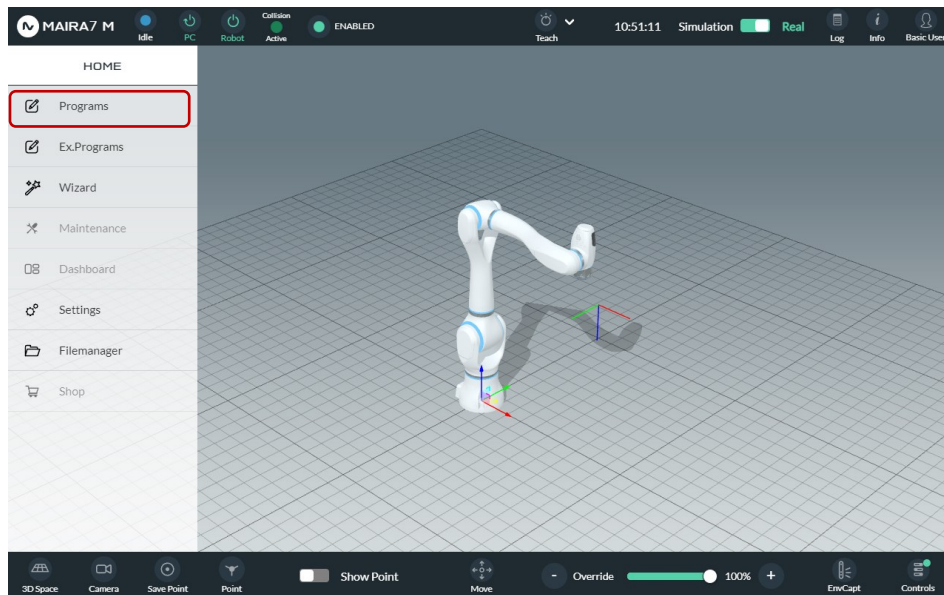 MAIRA7 M
Idle
PC
Robot
Collision
Active
ENABLED
Teach
10:51:11
Simulation
Real
Log
Info
Basic User
HOME
Programs
Ex.Programs
Wizard
Maintenance
Dashboard
Settings
Filemanager
Shop
3D Space
Camera
Save Point
Point
Show Point
Move
- Override 100% +
EnvCapt
Controls